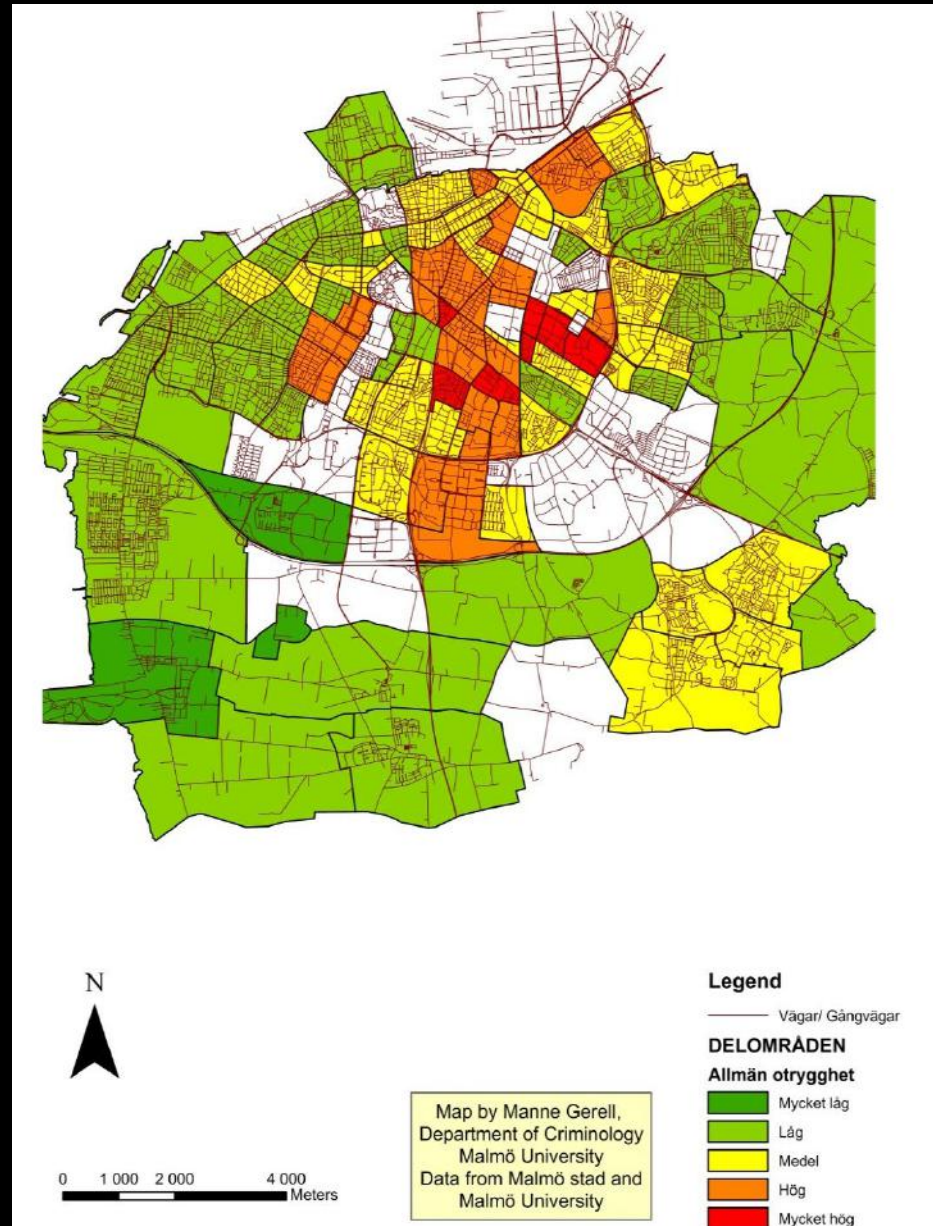 N
0 1 000 2 000 4 000
Meters
Map by Manne Gerell,
Department of Criminology
Malmö University
Data from Malmö stad and
Malmö University
Legend
Vägar/ Gångvägar
DELOMRÅDEN
Allmän otrygghet
Mycket låg
Låg
Medel
Hög
Mycket hög